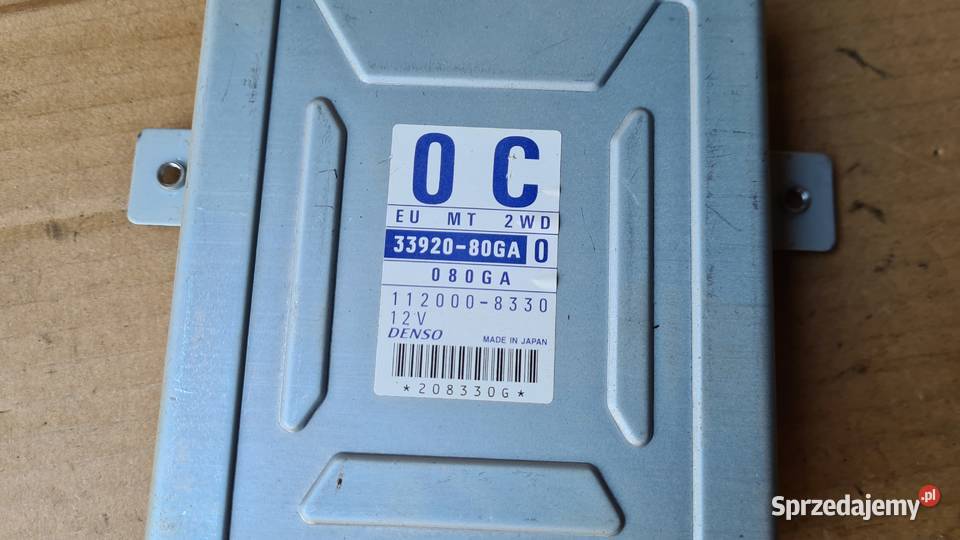 0 C
EU MT 2WD
33920-80GA 0
080GA
112000-8330
12V
DENSO MADE IN JAPAN
*208330G*
Sprzedajemy.pl